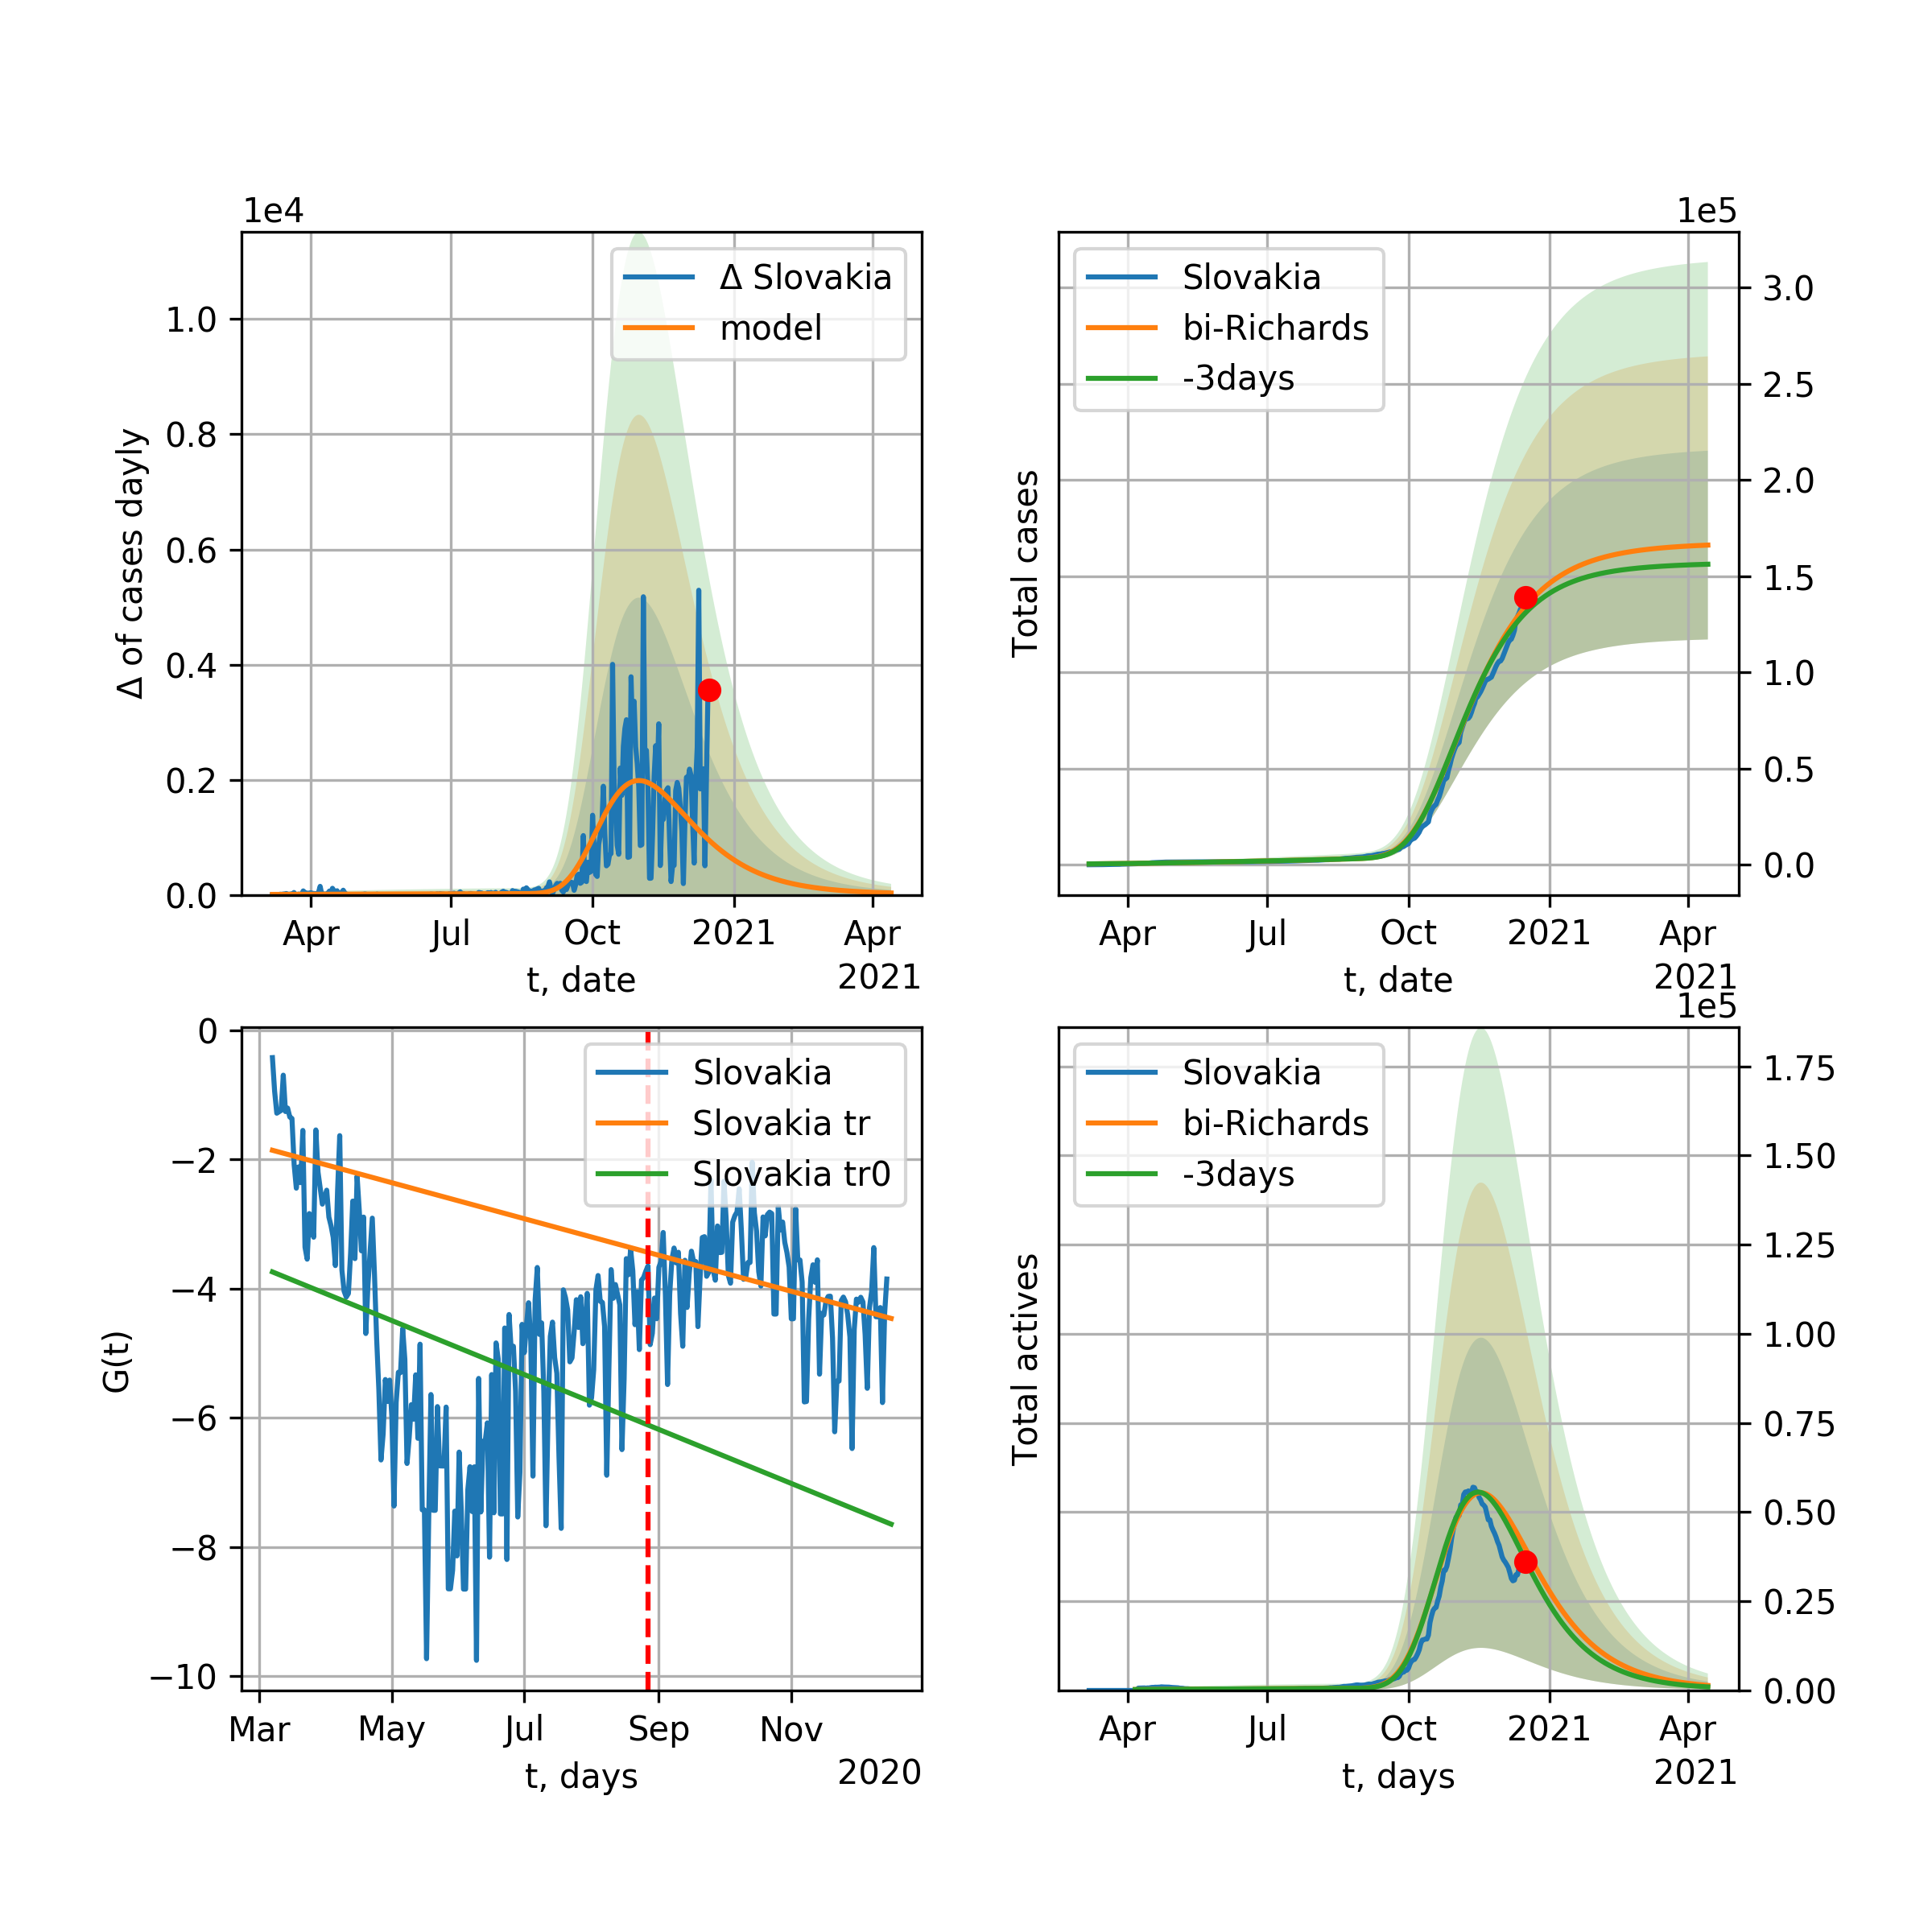 1e4
Δ of cases dayly
1.0
0.8
0.6
0.4
0.2
0.0
Δ Slovakia
model
Apr Jul Oct 2021 Apr
t, date
2021
1e5
Total cases
Slovakia
bi-Richards
-3days
3.0
2.5
2.0
1.5
1.0
0.5
0.0
Apr Jul Oct 2021 Apr
t, date
2021
G(t)
0
−2
−4
−6
−8
−10
Slovakia
Slovakia tr
Slovakia tr0
Mar May Jul Sep Nov
t, days
2020
1e5
Total actives
Slovakia
bi-Richards
-3days
1.75
1.50
1.25
1.00
0.75
0.50
0.25
0.00
Apr Jul Oct 2021 Apr
t, days
2021